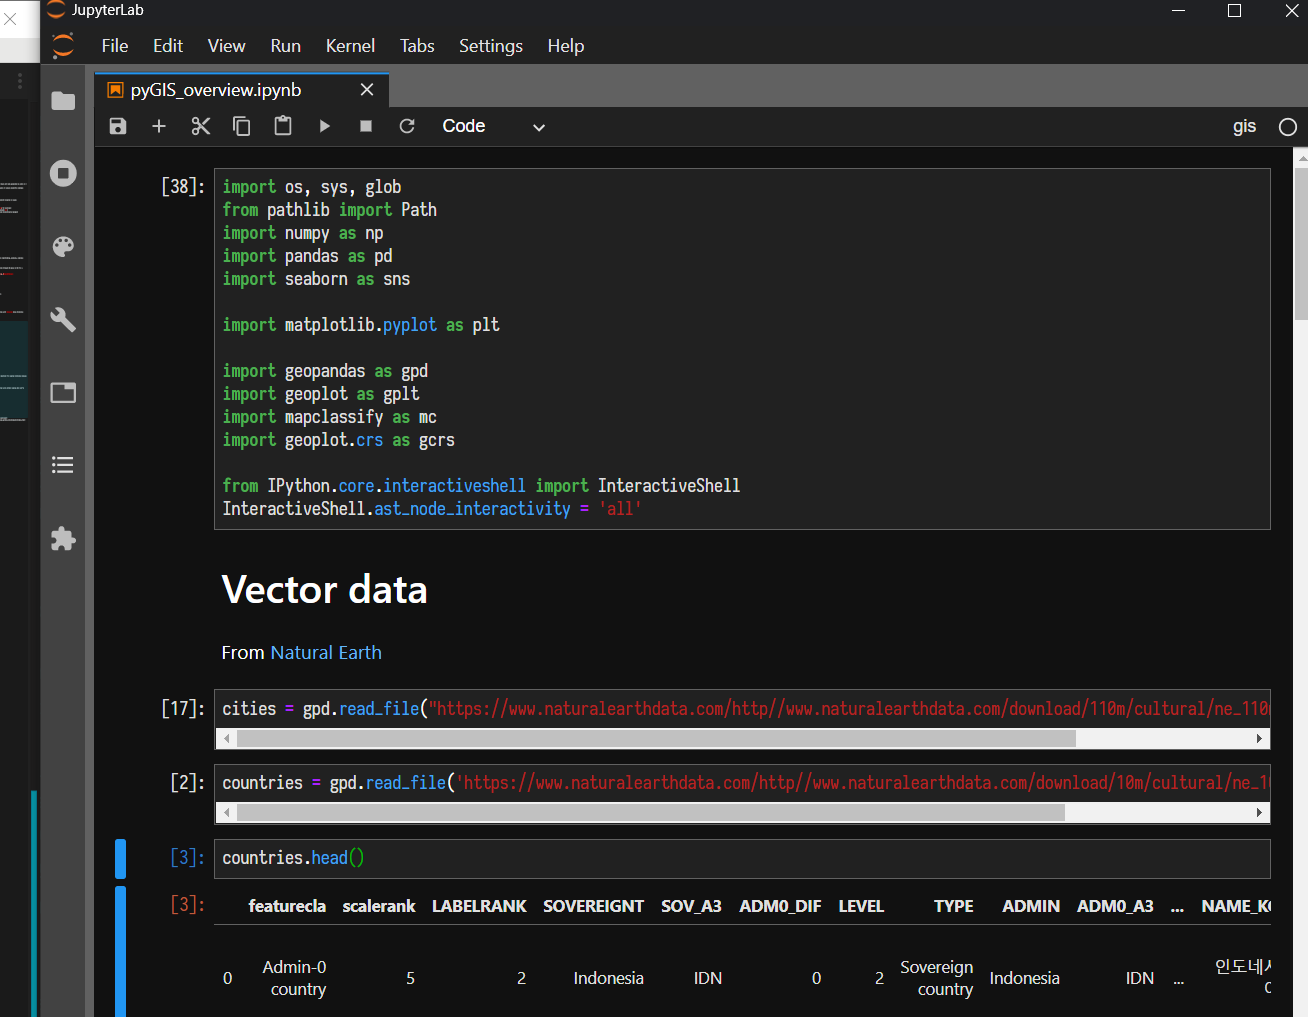 JupyterLab
File Edit View Run Kernel Tabs Settings Help
pyGIS_overview.ipynb
Code
gis
[38]:
import os, sys, glob
from pathlib import Path
import numpy as np
import pandas as pd
import seaborn as sns
import matplotlib.pyplot as plt
import geopandas as gpd
import geoplot as gplt
import mapclassify as mc
import geoplot.crs as gcrs
from IPython.core.interactiveshell import InteractiveShell
InteractiveShell.ast_node_interactivity = 'all'
Vector data
From Natural Earth
[17]: cities = gpd.read_file("https://www.naturalearthdata.com/http//www.naturalearthdata.com/download/110m/cultural/ne_110
[2]: countries = gpd.read_file('https://www.naturalearthdata.com/http//www.naturalearthdata.com/download/10m/cultural/ne_1
[3]: countries.head()
[3]: featurecla scalerank LABELRANK SOVEREIGNT SOV_A3 ADM0_DIF LEVEL TYPE ADMIN ADM0_A3 ... NAME_K
0 Admin-0 country 5 2 Indonesia IDN 0 2 Sovereign country Indonesia IDN ... 인도네